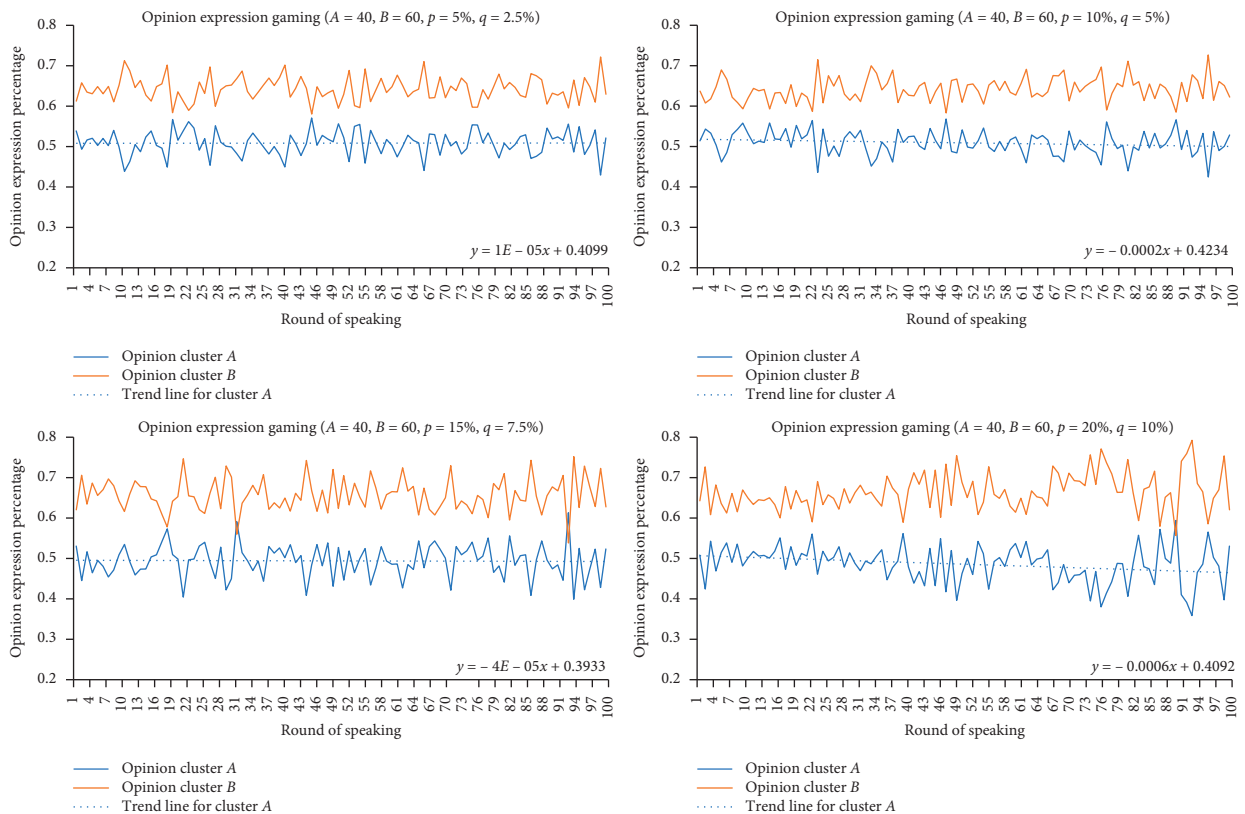 Opinion expression gaming (A = 40, B = 60, p = 5%, q = 2.5%)
Opinion expression percentage
0.8
0.7
0.6
0.5
0.4
0.3
0.2
y = 1E – 05x + 0.4099
1 4 7 10 13 16 19 22 25 28 31 34 37 40 43 46 49 52 55 58 61 64 67 70 73 76 79 82 85 88 91 94 97 100
Round of speaking
Opinion cluster A
Opinion cluster B
Trend line for cluster A
Opinion expression gaming (A = 40, B = 60, p = 10%, q = 5%)
Opinion expression percentage
0.8
0.7
0.6
0.5
0.4
0.3
0.2
y = – 0.0002x + 0.4234
1 4 7 10 13 16 19 22 25 28 31 34 37 40 43 46 49 52 55 58 61 64 67 70 73 76 79 82 85 88 91 94 97 100
Round of speaking
Opinion cluster A
Opinion cluster B
Trend line for cluster A
Opinion expression gaming (A = 40, B = 60, p = 15%, q = 7.5%)
Opinion expression percentage
0.8
0.7
0.6
0.5
0.4
0.3
0.2
y = – 4E – 05x + 0.3933
1 4 7 10 13 16 19 22 25 28 31 34 37 40 43 46 49 52 55 58 61 64 67 70 73 76 79 82 85 88 91 94 97 100
Round of speaking
Opinion cluster A
Opinion cluster B
Trend line for cluster A
Opinion expression gaming (A = 40, B = 60, p = 20%, q = 10%)
Opinion expression percentage
0.8
0.7
0.6
0.5
0.4
0.3
0.2
y = – 0.0006x + 0.4092
1 4 7 10 13 16 19 22 25 28 31 34 37 40 43 46 49 52 55 58 61 64 67 70 73 76 79 82 85 88 91 94 97 100
Round of speaking
Opinion cluster A
Opinion cluster B
Trend line for cluster A